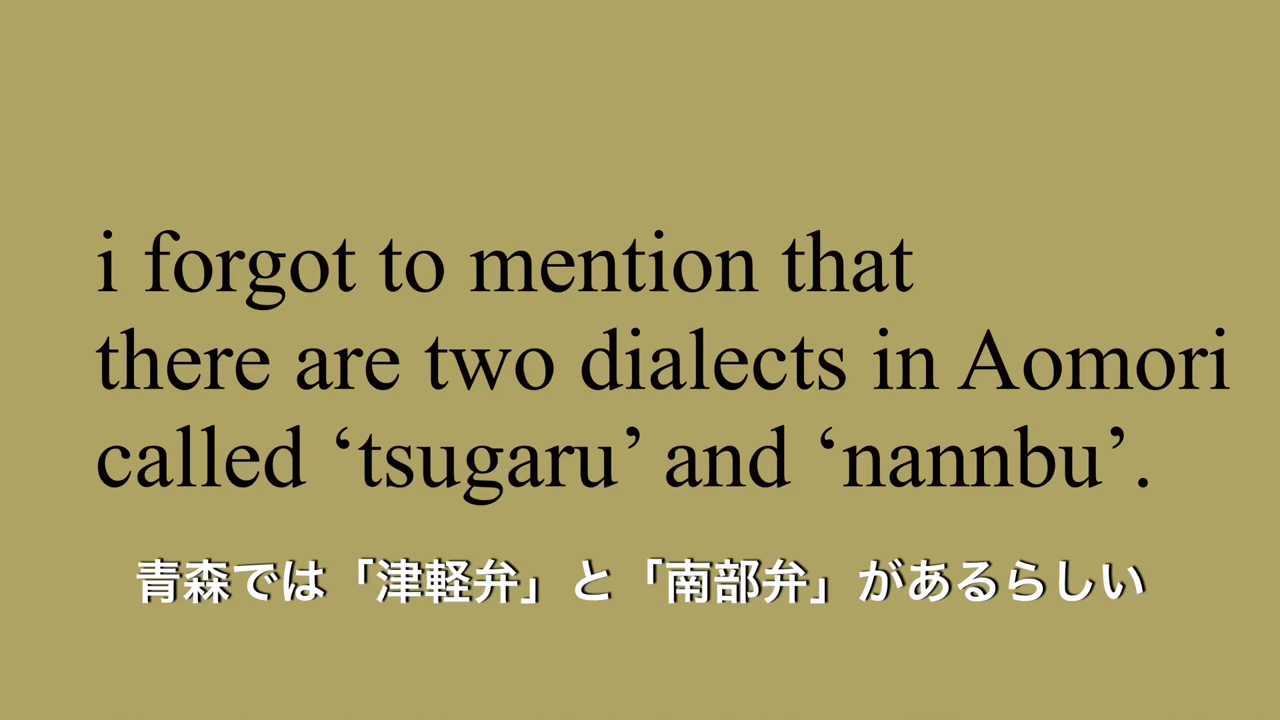 i forgot to mention that
there are two dialects in Aomori
called ‘tsugaru’ and ‘nannbu’.
青森では「津軽弁」と「南部弁」があるらしい